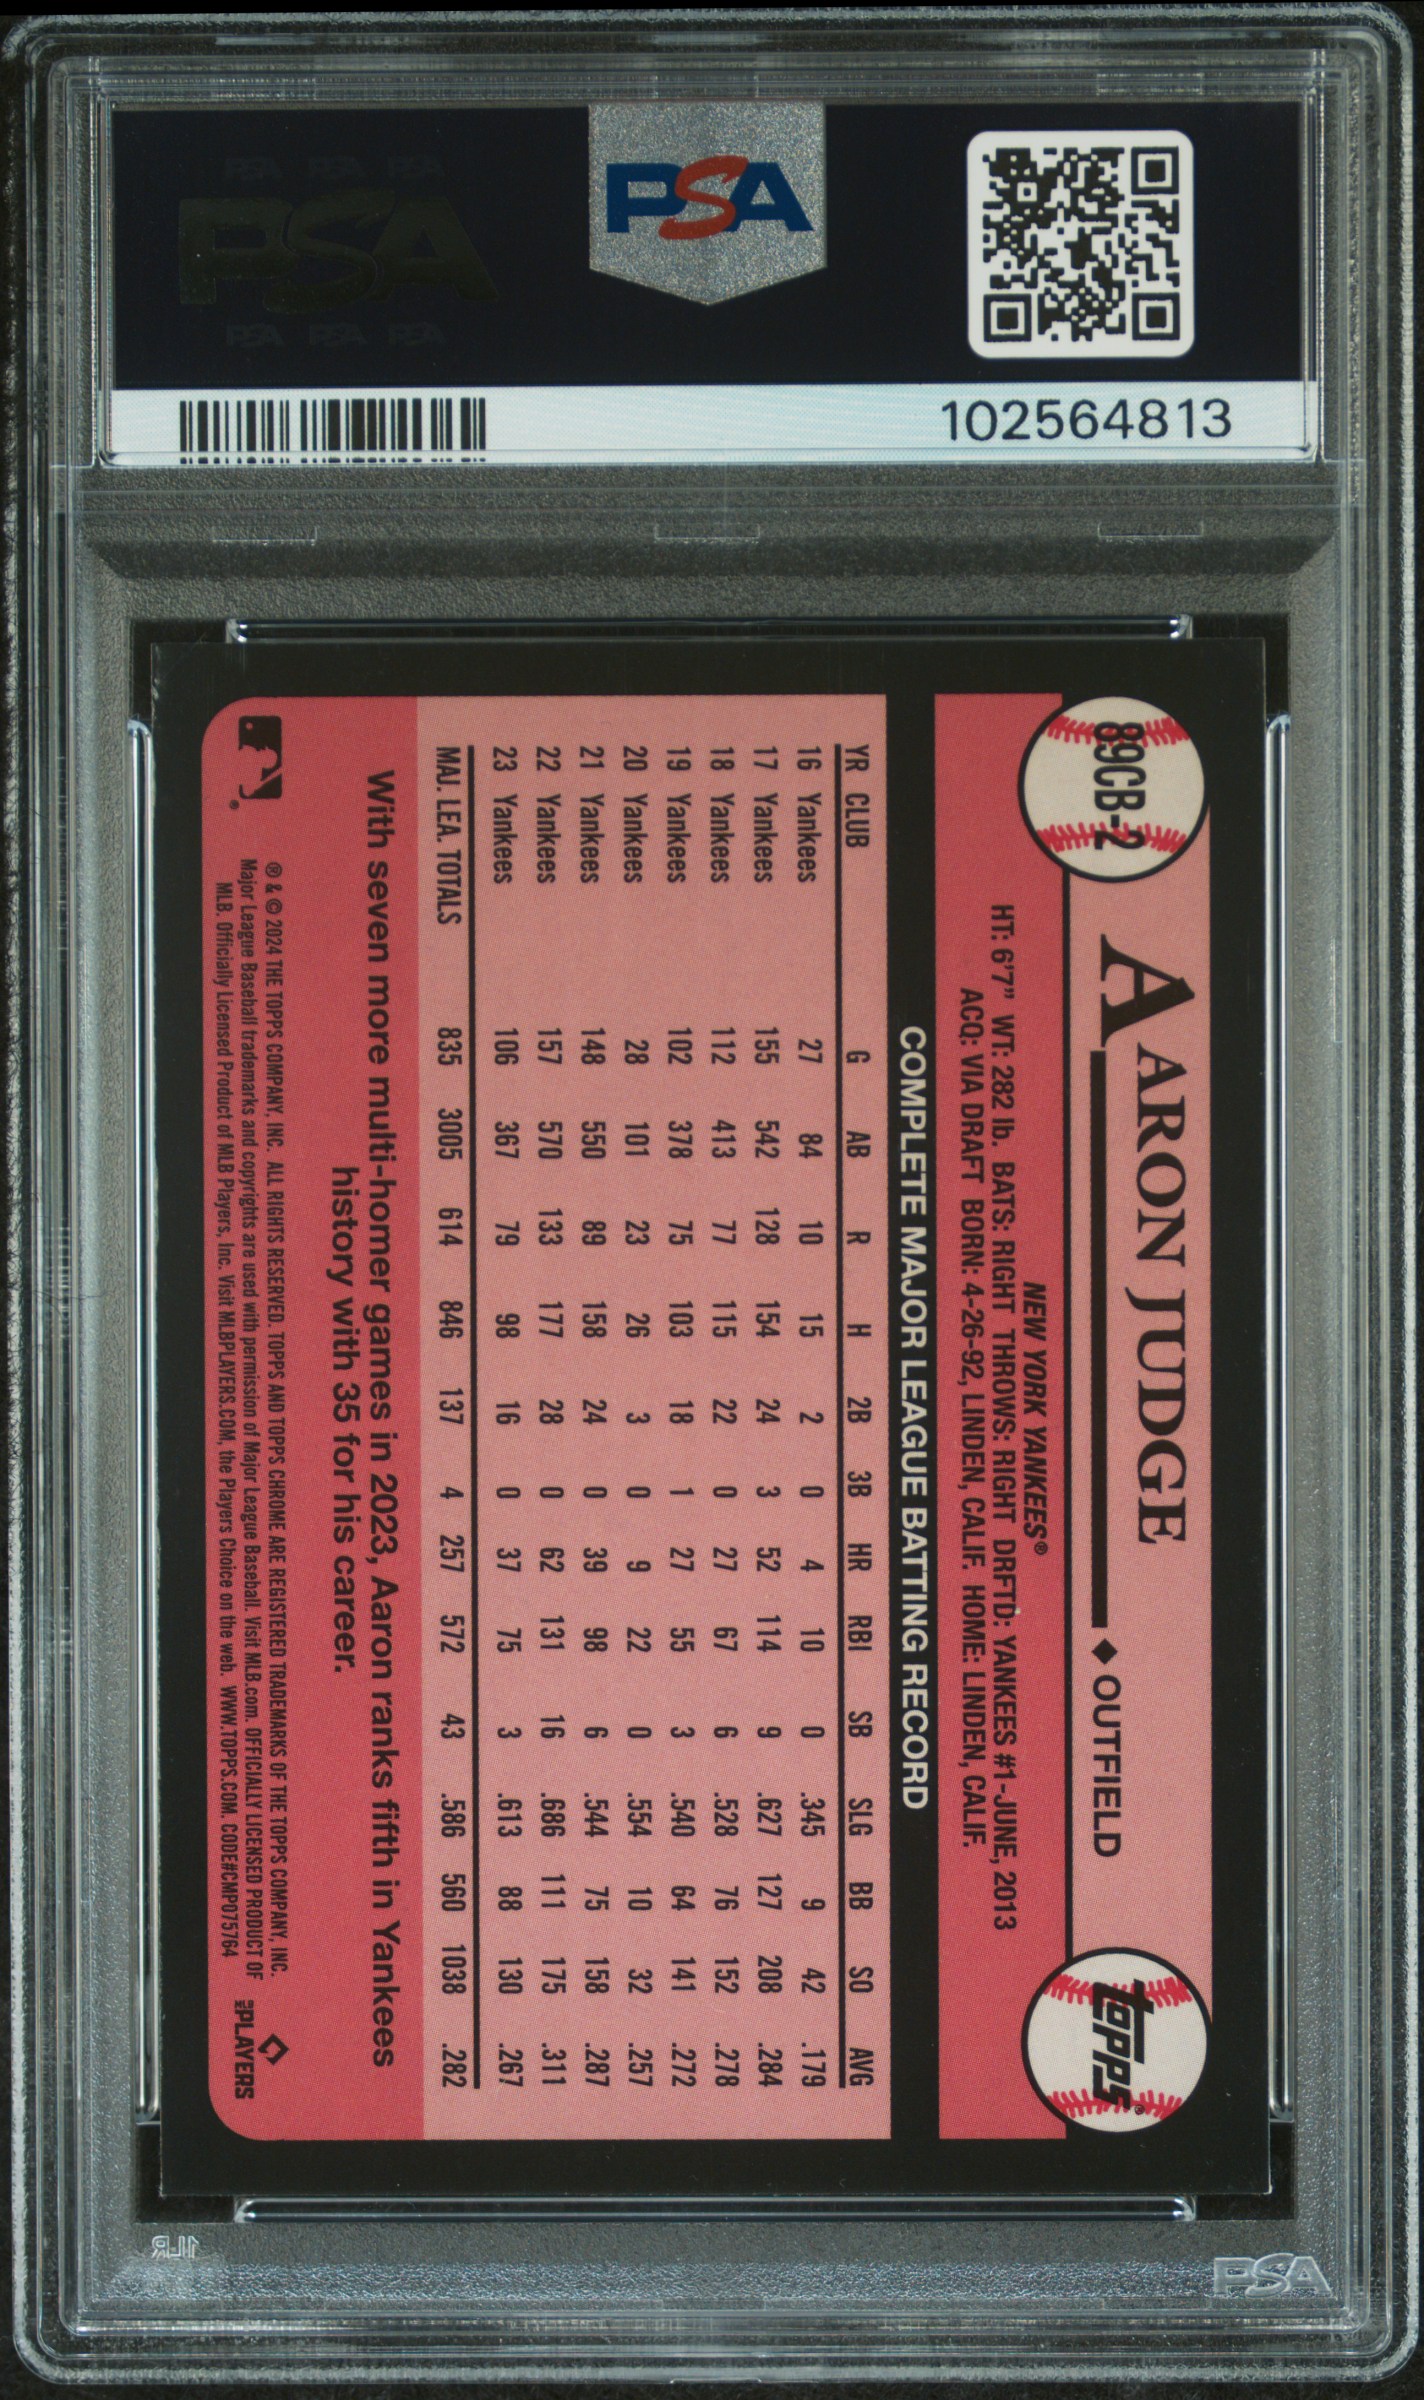 PSA PSA PSA
PSA
PSA PSA PSA
PSA
102564813
89CB-2
AARON JUDGE
◆ OUTFIELD
topps®
NEW YORK YANKEES®
HT: 6'7" WT: 282 lb. BATS: RIGHT THROWS: RIGHT DRFTD: YANKEES #1-JUNE, 2013
ACQ: VIA DRAFT BORN: 4-26-92, LINDEN, CALIF. HOME: LINDEN, CALIF.
COMPLETE MAJOR LEAGUE BATTING RECORD
YR CLUB G AB R H 2B 3B HR RBI SB SLG BB SO AVG
16 Yankees 27 84 10 15 2 0 4 10 0 .345 9 42 .179
17 Yankees 155 542 128 154 24 3 52 114 9 .627 127 208 .284
18 Yankees 112 413 77 115 22 0 27 67 6 .528 76 152 .278
19 Yankees 102 378 75 103 18 1 27 55 3 .540 64 141 .272
20 Yankees 28 101 23 26 3 0 9 22 0 .554 10 32 .257
21 Yankees 148 550 89 158 24 0 39 98 6 .544 75 158 .287
22 Yankees 157 570 133 177 28 0 62 131 16 .686 111 175 .311
23 Yankees 106 367 79 98 16 0 37 75 3 .613 88 130 .267
MAJ. LEA. TOTALS 835 3005 614 846 137 4 257 572 43 .586 560 1038 .282
With seven more multi-homer games in 2023, Aaron ranks fifth in Yankees
history with 35 for his career.
® & © 2024 THE TOPPS COMPANY, INC. ALL RIGHTS RESERVED. TOPPS AND TOPPS CHROME ARE REGISTERED TRADEMARKS OF THE TOPPS COMPANY, INC.
Major League Baseball trademarks and copyrights are used with permission of Major League Baseball. Visit MLB.com. OFFICIALLY LICENSED PRODUCT OF
MLB. Officially Licensed Product of MLB Players, Inc. Visit MLBPLAYERS.COM, the Players Choice on the web. WWW.TOPPS.COM. CODE#CMP075764
®
MLB PLAYERS
1LR
PSA